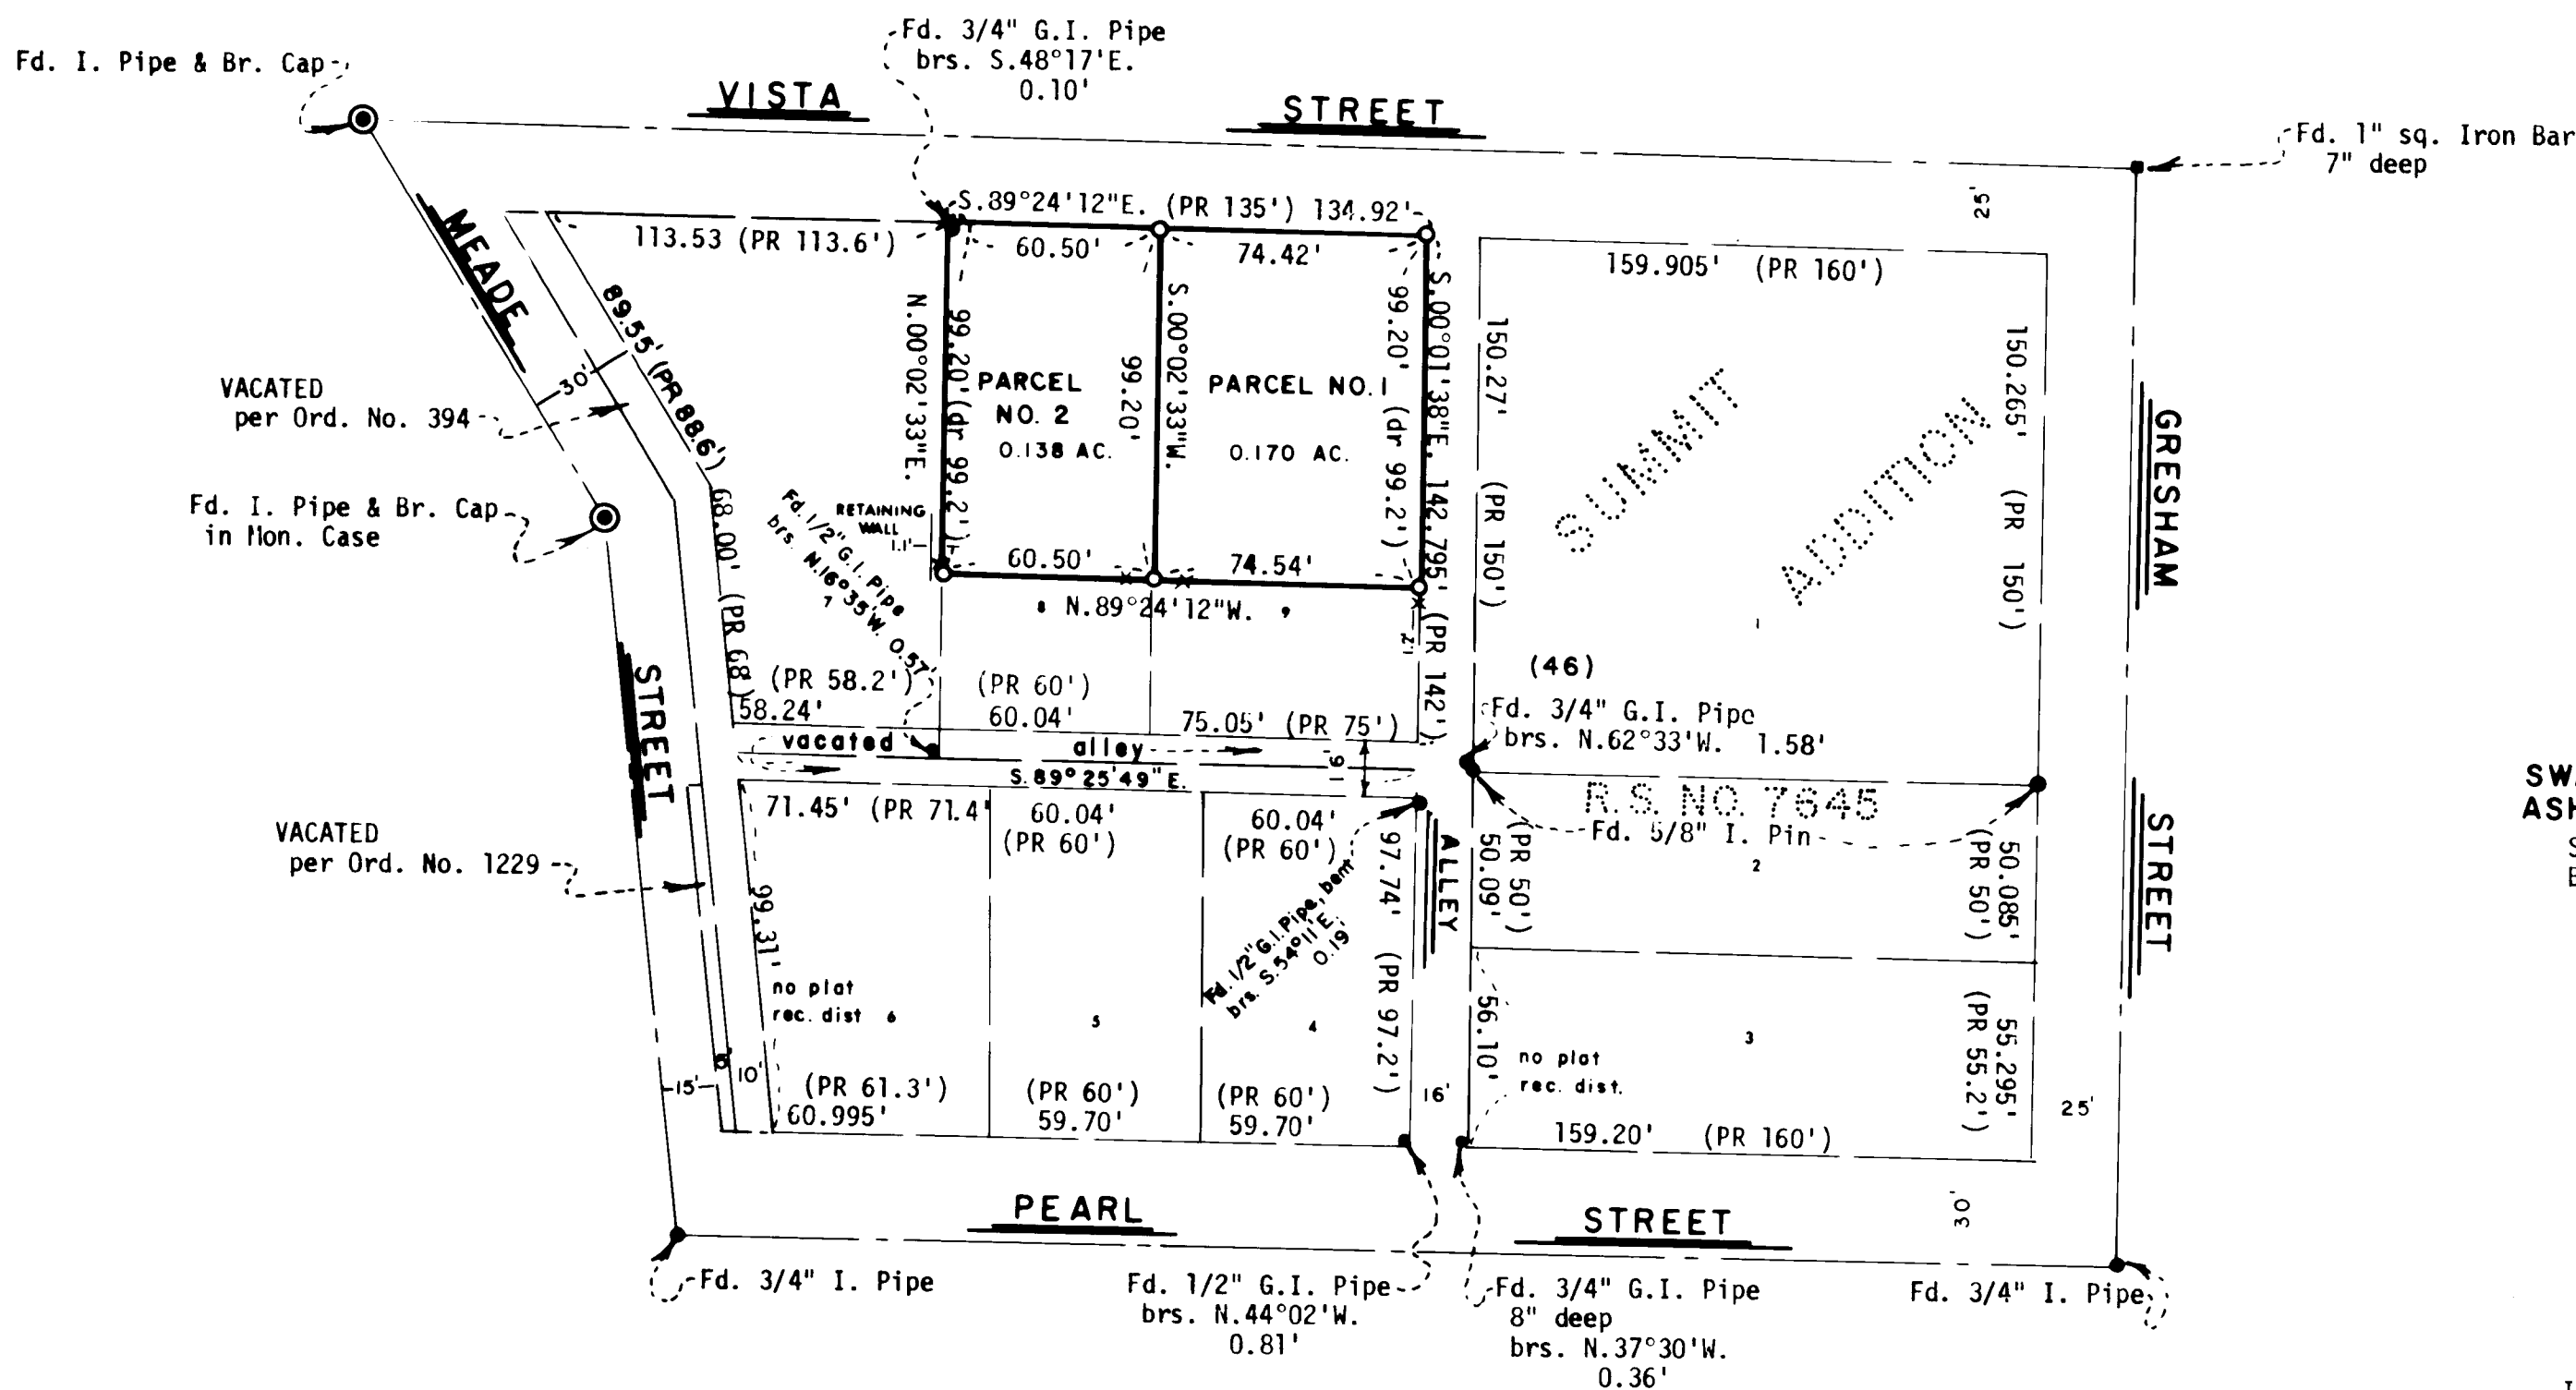 Fd. I. Pipe & Br. Cap
Fd. 3/4" G.I. Pipe
brs. S.48°17'E.
0.10'
VISTA STREET
Fd. 1" sq. Iron Bar
7" deep
25'
S.89°24'12"E. (PR 135') 134.92'
113.53 (PR 113.6')
60.50'
74.42'
159.905' (PR 160')
MEADE
89.55' (PR 88.6')
30'
VACATED
per Ord. No. 394
N.00°02'33"E.
99.20' (dr 99.2')
PARCEL
NO. 2
0.138 AC.
99.20'
S.00°02'33"W.
PARCEL NO. 1
0.170 AC.
99.20' (dr 99.2')
S.00°01'38"E. 142.795' (PR 142')
150.27' (PR 150')
SUMMIT
ADDITION
150.265' (PR 150')
GRESHAM
Fd. I. Pipe & Br. Cap
in Mon. Case
68.00' (PR 68')
Fd. 1/2" G.I. Pipe
brs. N.16°35'W. 0.57'
RETAINING
WALL
1.1'
60.50'
74.54'
7
8
N.89°24'12"W.
9
.2'
(46)
STREET
(PR 58.2')
58.24'
(PR 60')
60.04'
75.05' (PR 75')
Fd. 3/4" G.I. Pipe
brs. N.62°33'W. 1.58'
vacated alley
16'
S.89°25'49"E.
R.S. NO. 7645
Fd. 5/8" I. Pin
71.45' (PR 71.4'
60.04'
(PR 60')
60.04'
(PR 60')
SW
ASH
VACATED
per Ord. No. 1229
99.31'
Fd. 1/2" G.I. Pipe, bent
brs. S.54°11'E.
0.19'
97.74' (PR 97.2')
ALLEY
(PR 50')
50.09'
2
50.085'
(PR 50')
STREET
no plat
rec. dist
6
5
4
56.10'
3
no plat
rec. dist.
55.295'
(PR 55.2')
15'
10'
(PR 61.3')
60.995'
(PR 60')
59.70'
(PR 60')
59.70'
16'
159.20' (PR 160')
25'
PEARL STREET
30'
Fd. 3/4" I. Pipe
Fd. 1/2" G.I. Pipe
brs. N.44°02'W.
0.81'
Fd. 3/4" G.I. Pipe
8" deep
brs. N.37°30'W.
0.36'
Fd. 3/4" I. Pipe